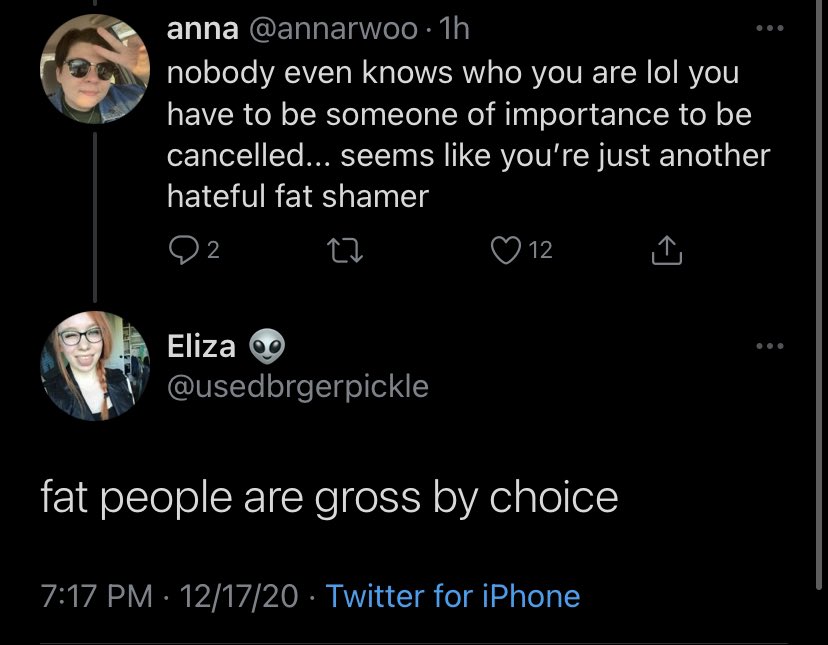 anna @annarwoo · 1h
nobody even knows who you are lol you
have to be someone of importance to be
cancelled... seems like you’re just another
hateful fat shamer
2 12
Eliza 👽
@usedbrgerpickle
fat people are gross by choice
7:17 PM · 12/17/20 · Twitter for iPhone